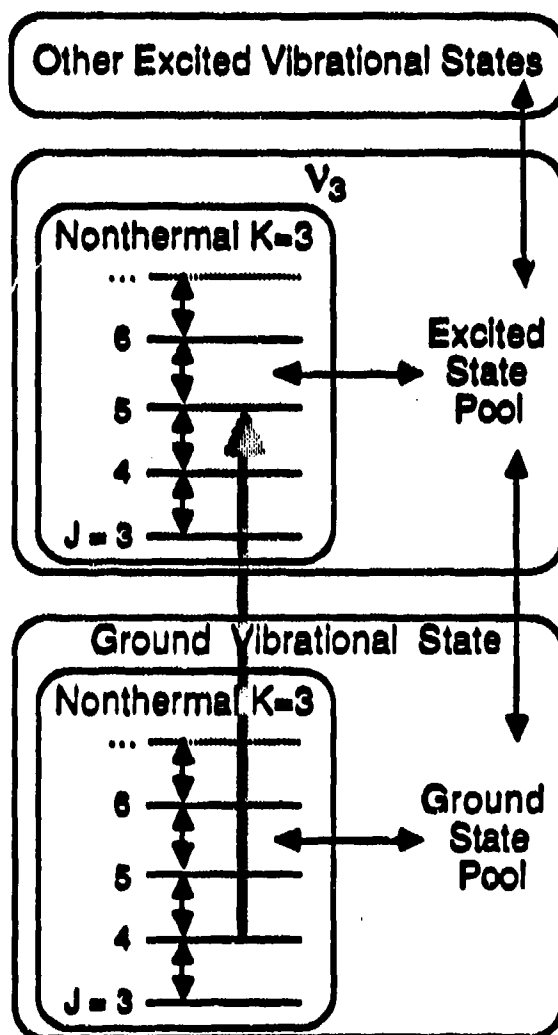 Other Excited Vibrational States
ν3
Nonthermal K=3
...
6
5
4
J = 3
Excited
State
Pool
Ground Vibrational State
Nonthermal K=3
...
6
5
4
J = 3
Ground
State
Pool